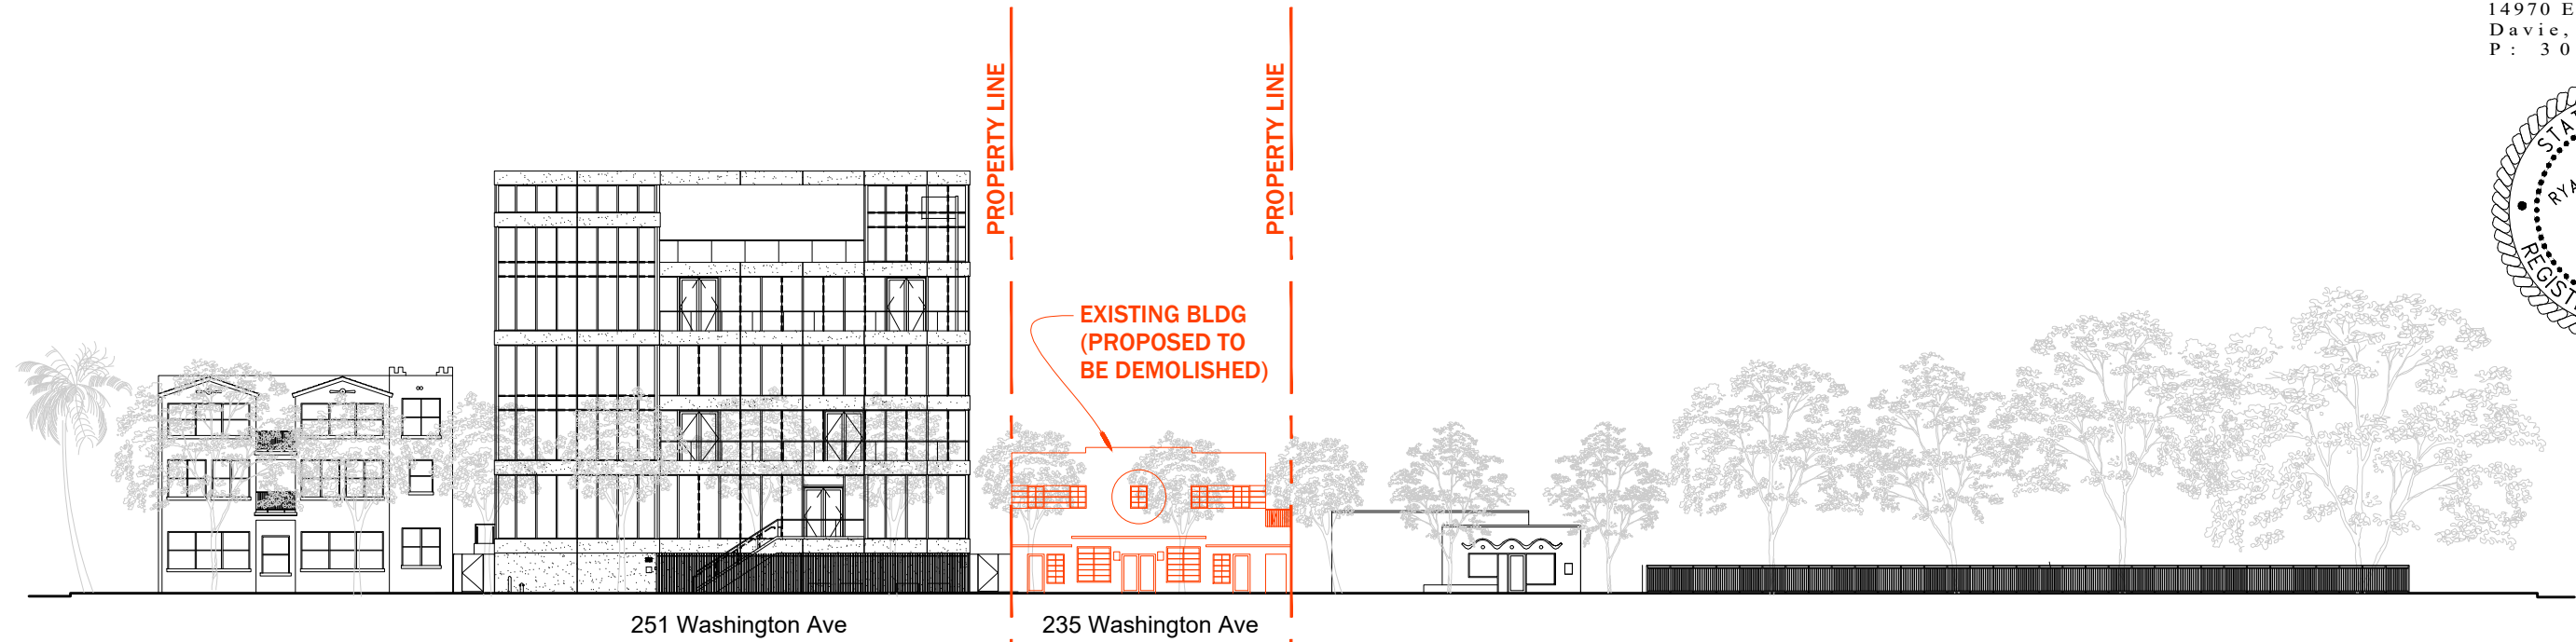 14970
Davie,
P: 30
PROPERTY LINE
PROPERTY LINE
EXISTING BLDG
(PROPOSED TO
BE DEMOLISHED)
251 Washington Ave
235 Washington Ave